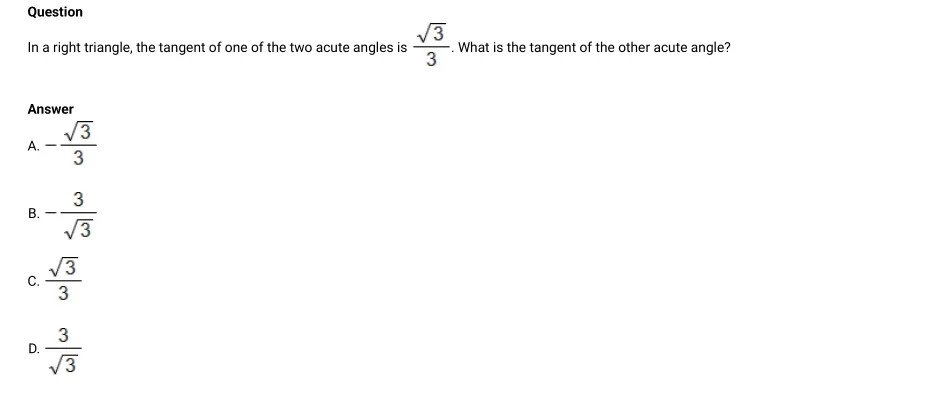 Question
In a right triangle, the tangent of one of the two acute angles is √3/3. What is the tangent of the other acute angle?
Answer
A. −√3/3
B. −3/√3
C. √3/3
D. 3/√3